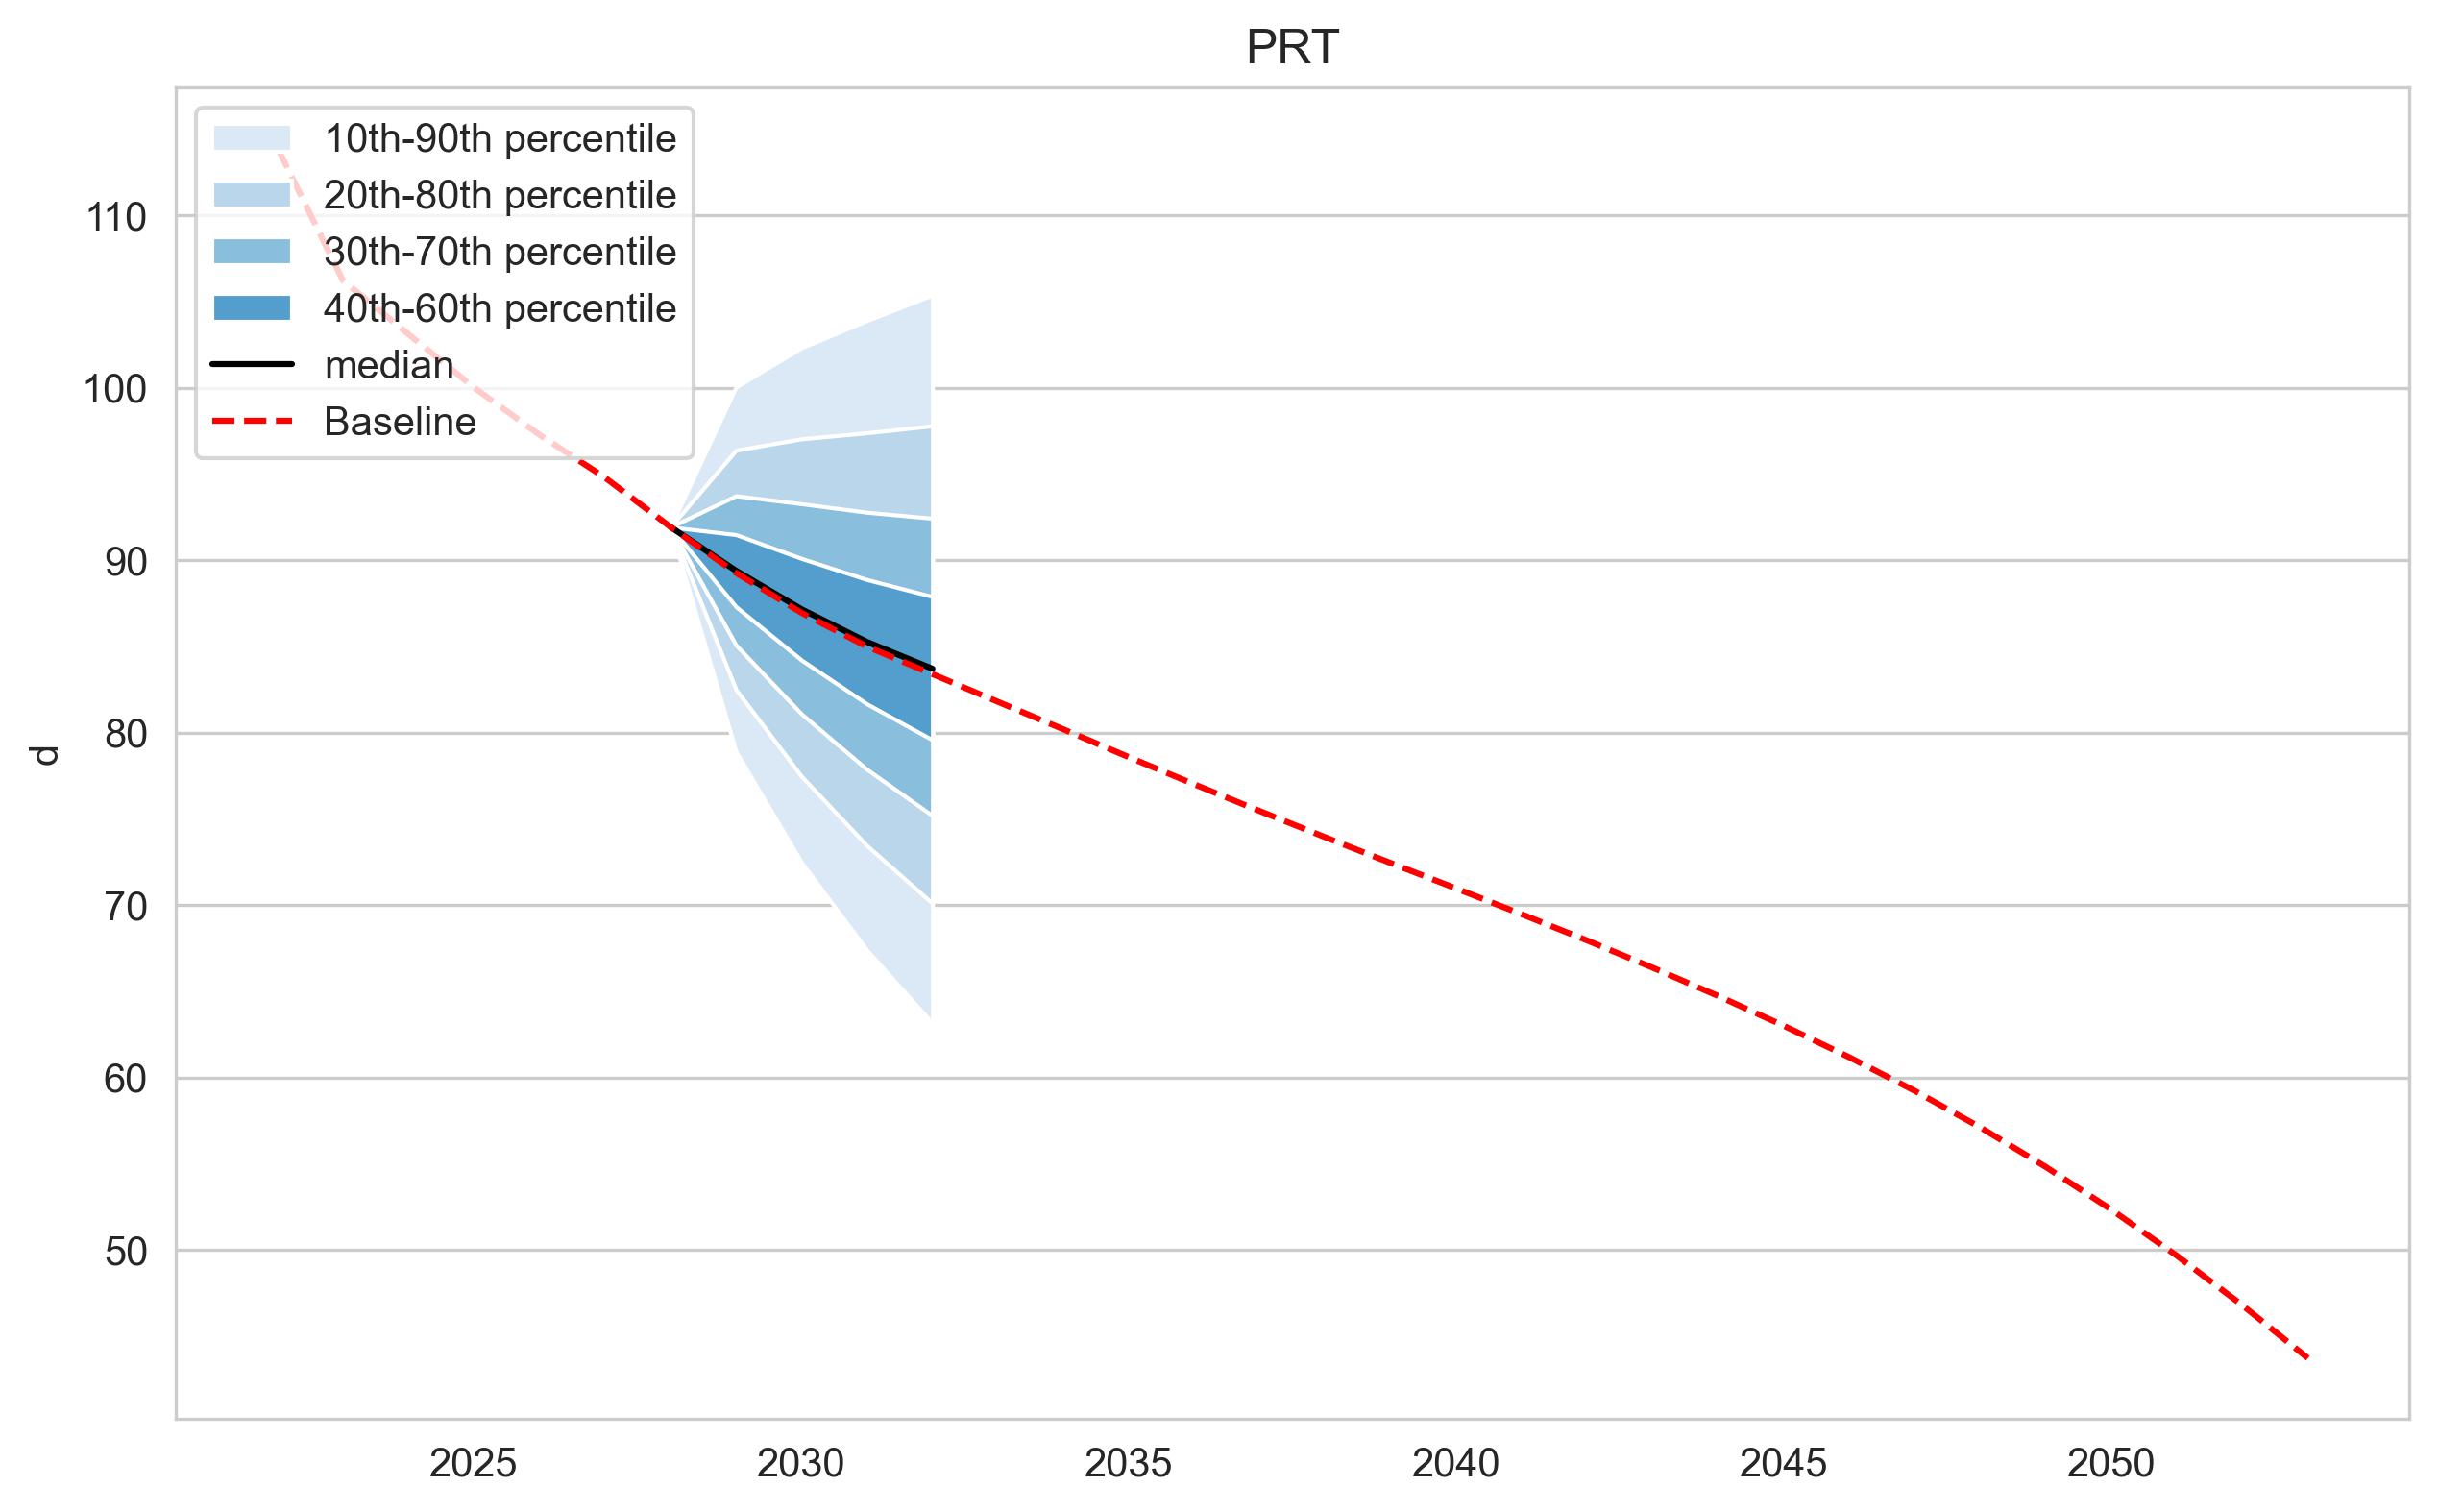 PRT
10th-90th percentile
20th-80th percentile
30th-70th percentile
40th-60th percentile
median
Baseline
110
100
90
80
70
60
50
d
2025
2030
2035
2040
2045
2050